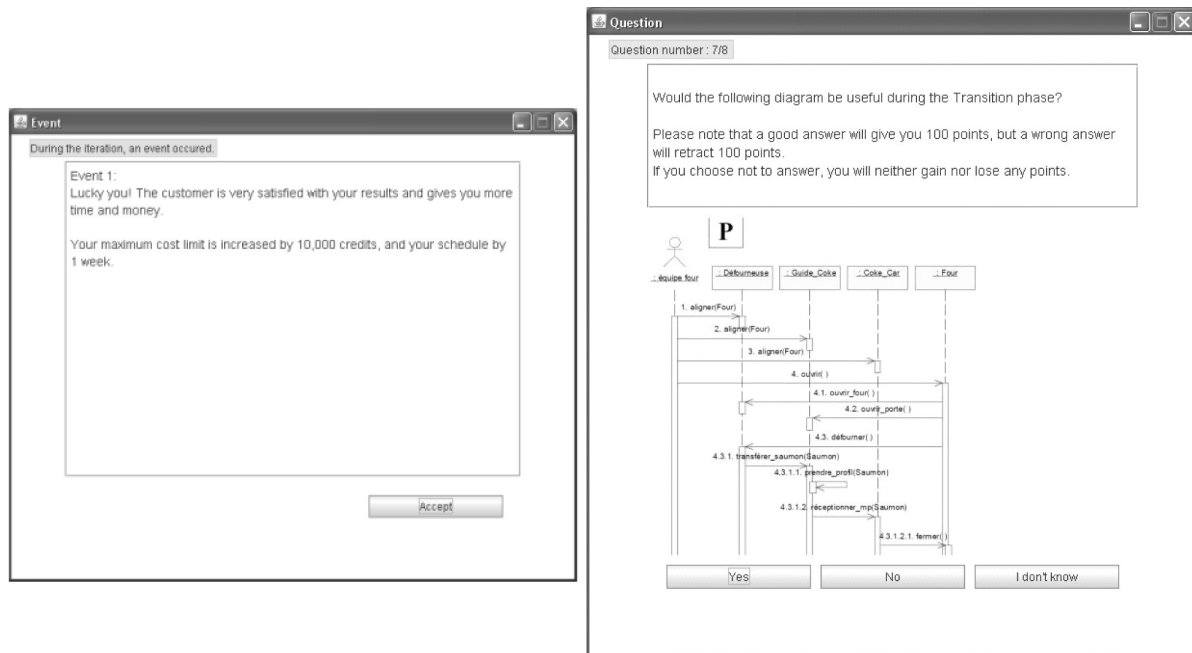 Event
During the iteration, an event occured.
Event 1:
Lucky you! The customer is very satisfied with your results and gives you more
time and money.
Your maximum cost limit is increased by 10,000 credits, and your schedule by
1 week.
Accept
Question
Question number : 7/8
Would the following diagram be useful during the Transition phase?
Please note that a good answer will give you 100 points, but a wrong answer
will retract 100 points.
If you choose not to answer, you will neither gain nor lose any points.
P
: équipe four
: Défourneuse
: Guide_Coke
: Coke_Car
: Four
1. aligner(Four)
2. aligner(Four)
3. aligner(Four)
4. ouvrir( )
4.1. ouvrir_four( )
4.2. ouvrir_porte( )
4.3. défourner( )
4.3.1. transférer_saumon(Saumon)
4.3.1.1. prendre_profil(Saumon)
4.3.1.2. réceptionner_mp(Saumon)
4.3.1.2.1. fermer( )
Yes
No
I don't know